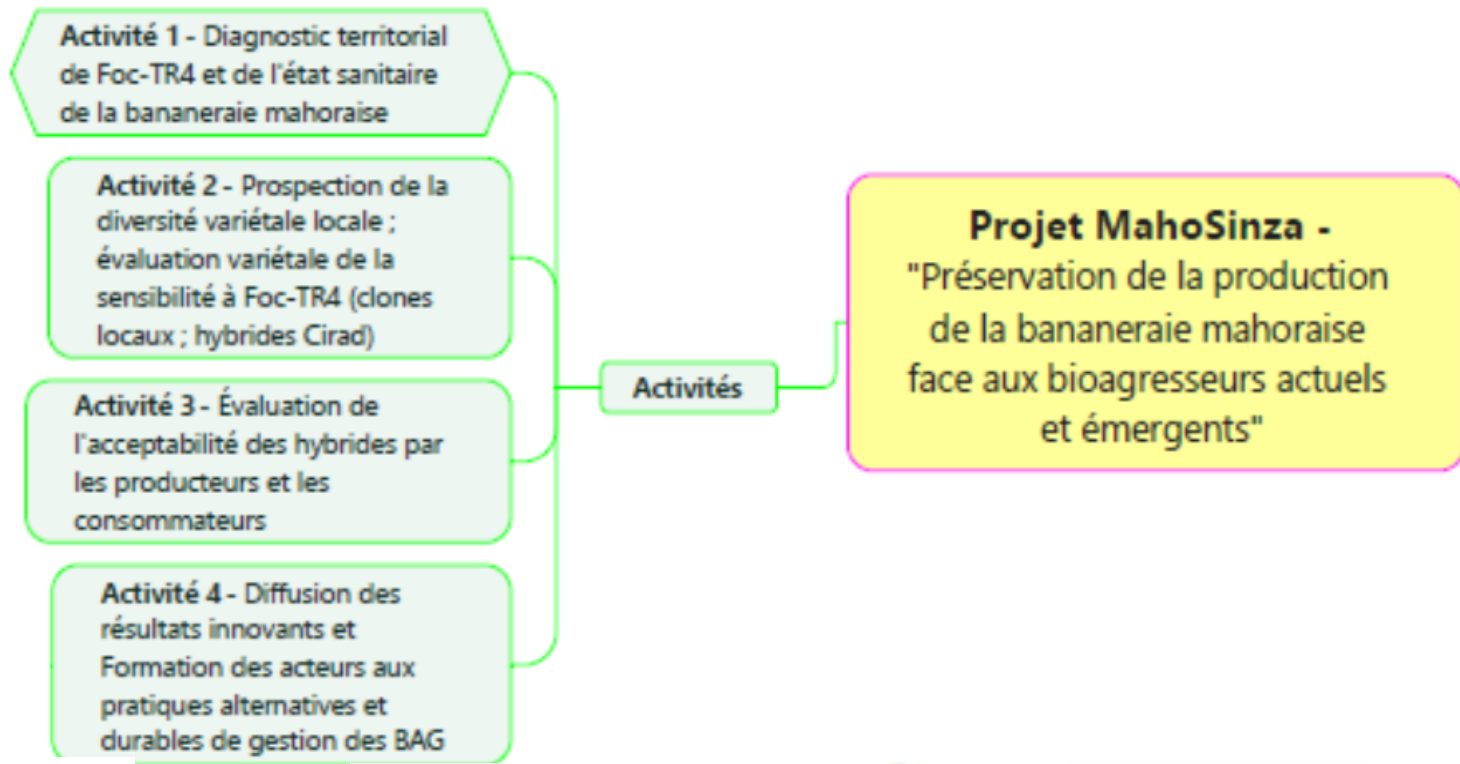 Activité 1 - Diagnostic territorial
de Foc-TR4 et de l'état sanitaire
de la bananeraie mahoraise
Activité 2 - Prospection de la
diversité variétale locale ;
évaluation variétale de la
sensibilité à Foc-TR4 (clones
locaux ; hybrides Cirad)
Activité 3 - Évaluation de
l'acceptabilité des hybrides par
les producteurs et les
consommateurs
Activité 4 - Diffusion des
résultats innovants et
Formation des acteurs aux
pratiques alternatives et
durables de gestion des BAG
Activités
Projet MahoSinza -
"Préservation de la production
de la bananeraie mahoraise
face aux bioagresseurs actuels
et émergents"